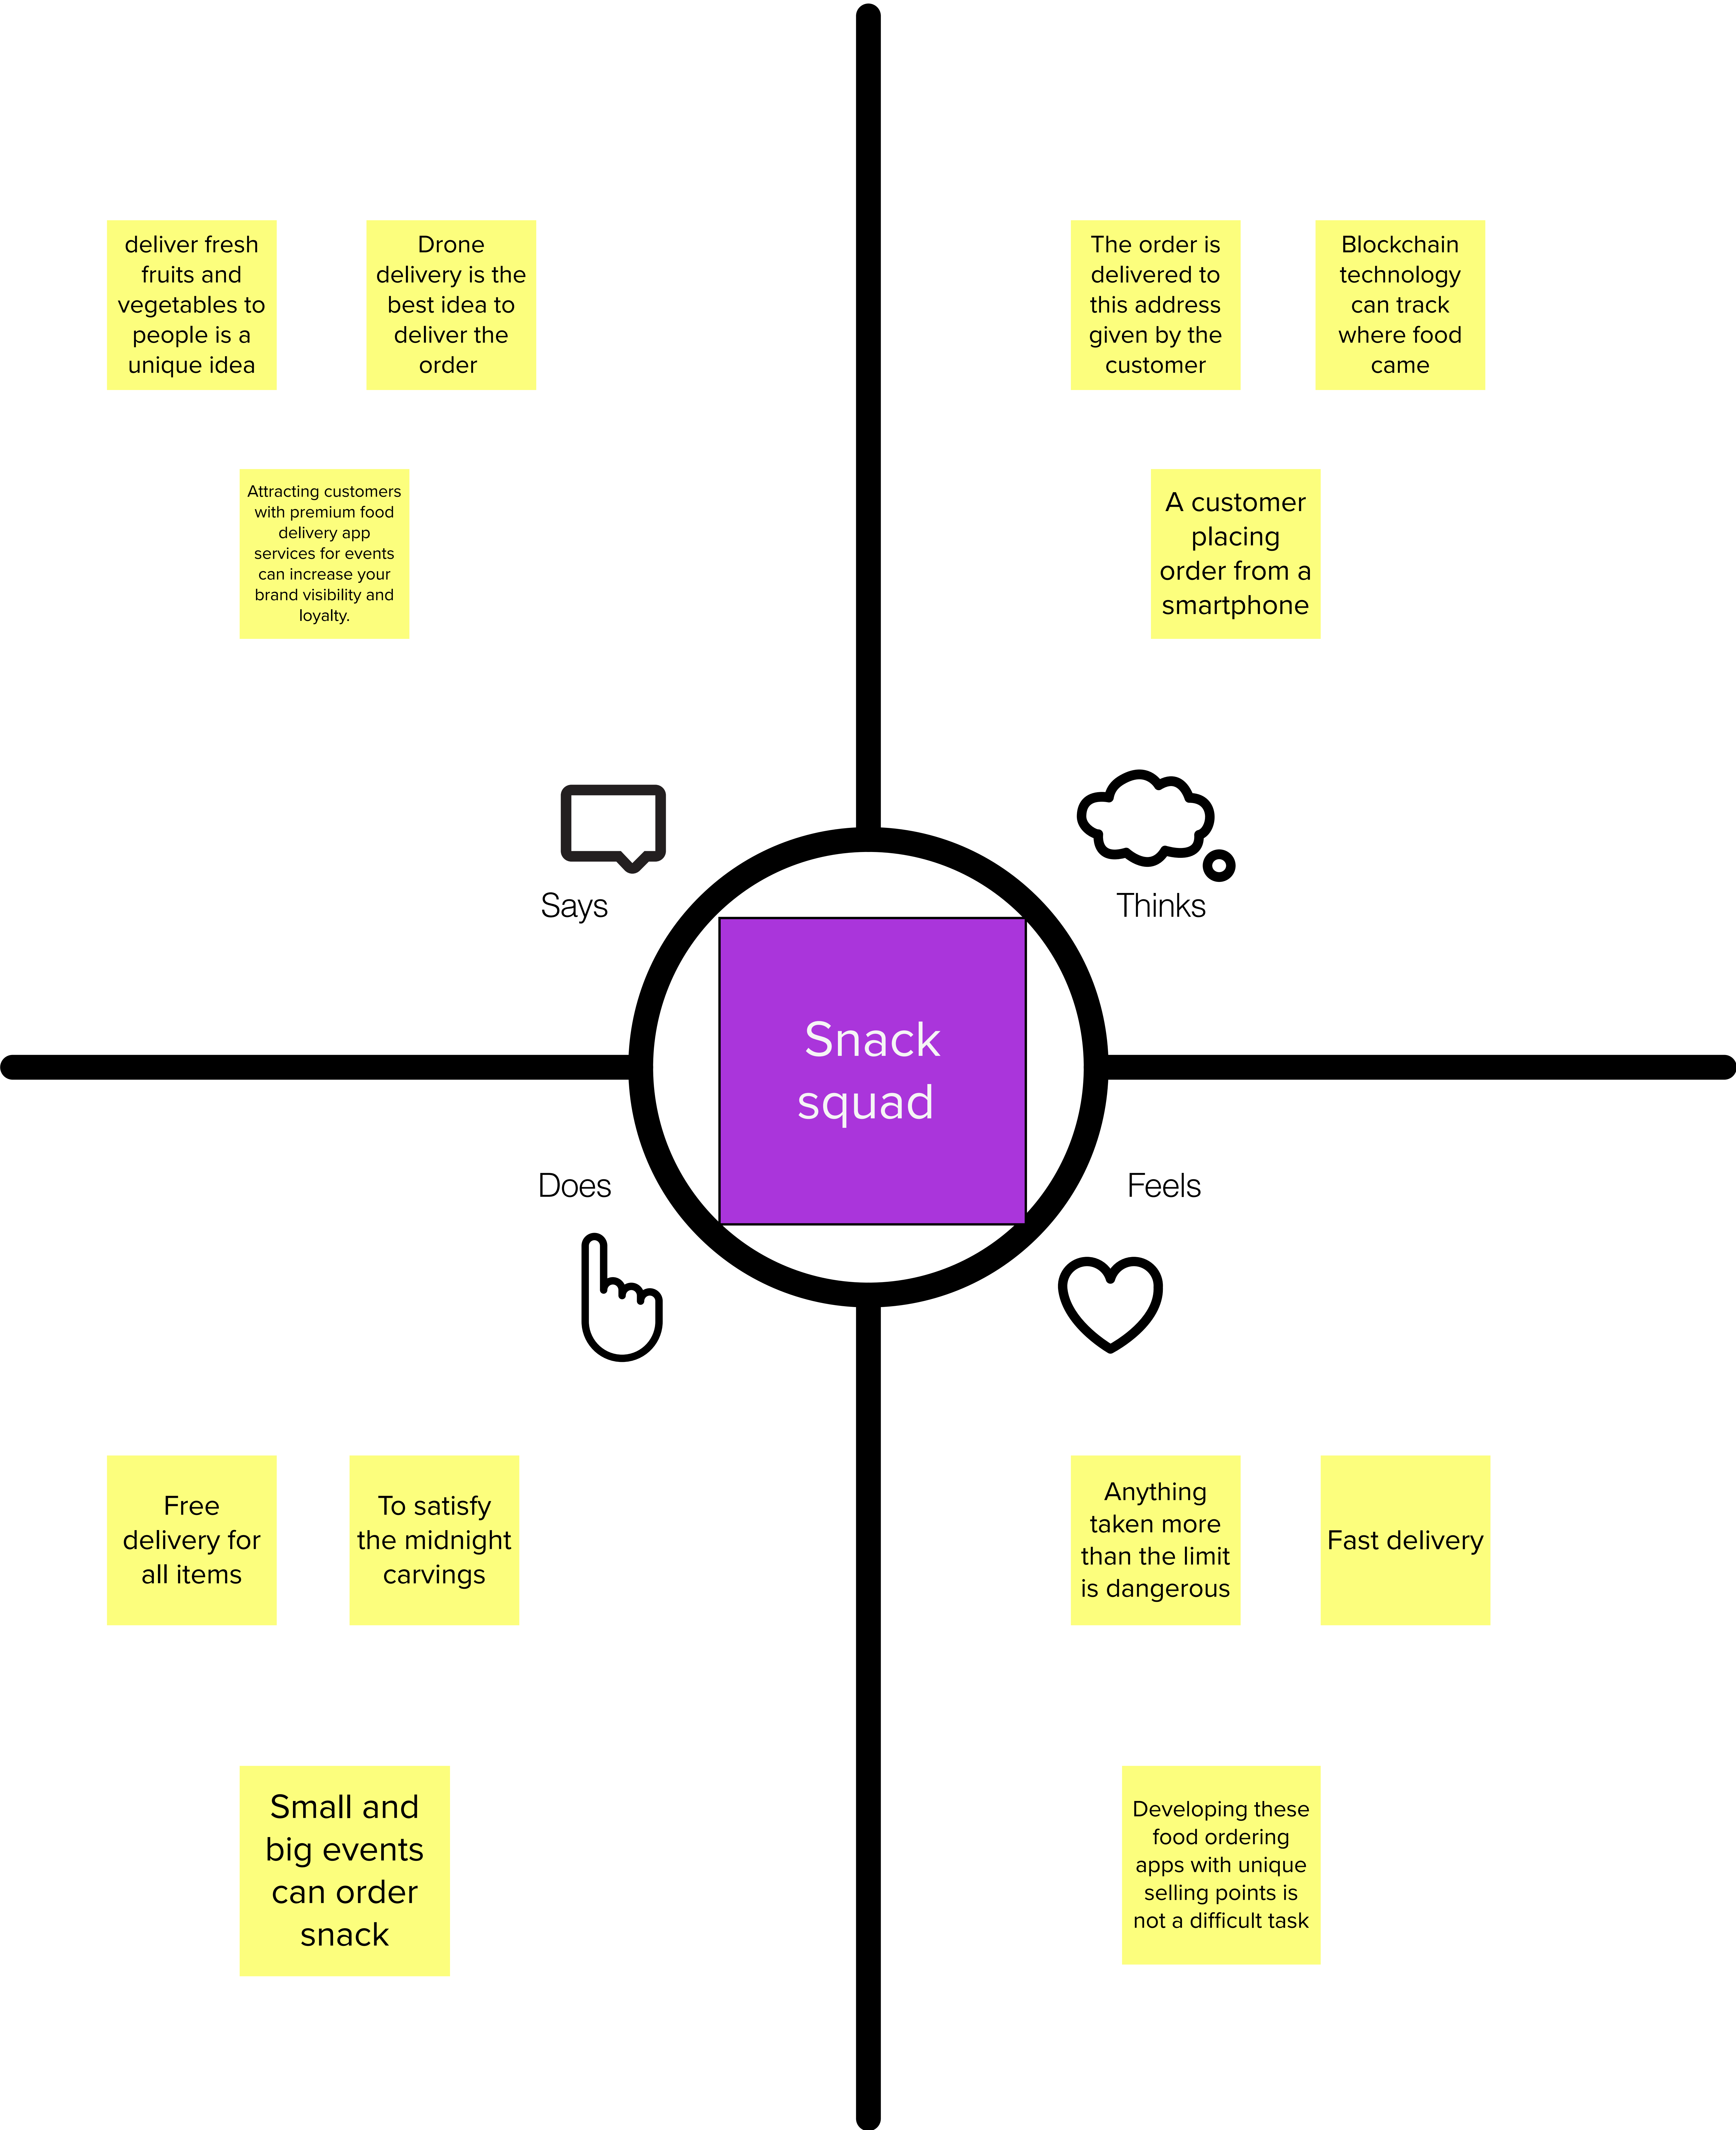 deliver fresh
fruits and
vegetables to
people is a
unique idea
Drone
delivery is the
best idea to
deliver the
order
Attracting customers
with premium food
delivery app
services for events
can increase your
brand visibility and
loyalty.
Says
The order is
delivered to
this address
given by the
customer
Blockchain
technology
can track
where food
came
A customer
placing
order from a
smartphone
Thinks
Snack
squad
Does
Free
delivery for
all items
To satisfy
the midnight
carvings
Small and
big events
can order
snack
Feels
Anything
taken more
than the limit
is dangerous
Fast delivery
Developing these
food ordering
apps with unique
selling points is
not a difficult task